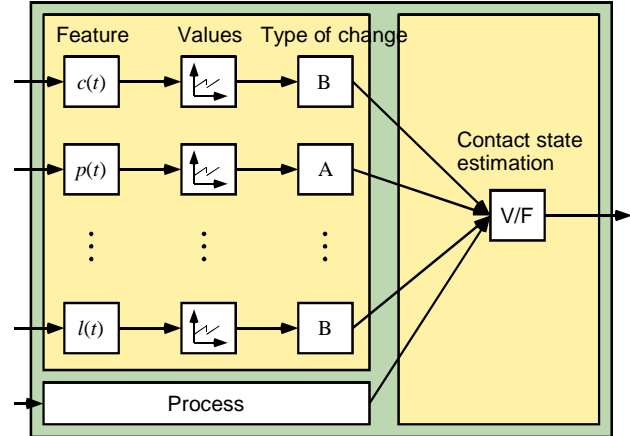 Feature Values Type of change
c(t) B
Contact state
estimation
p(t) A
V/F
l(t) B
Process